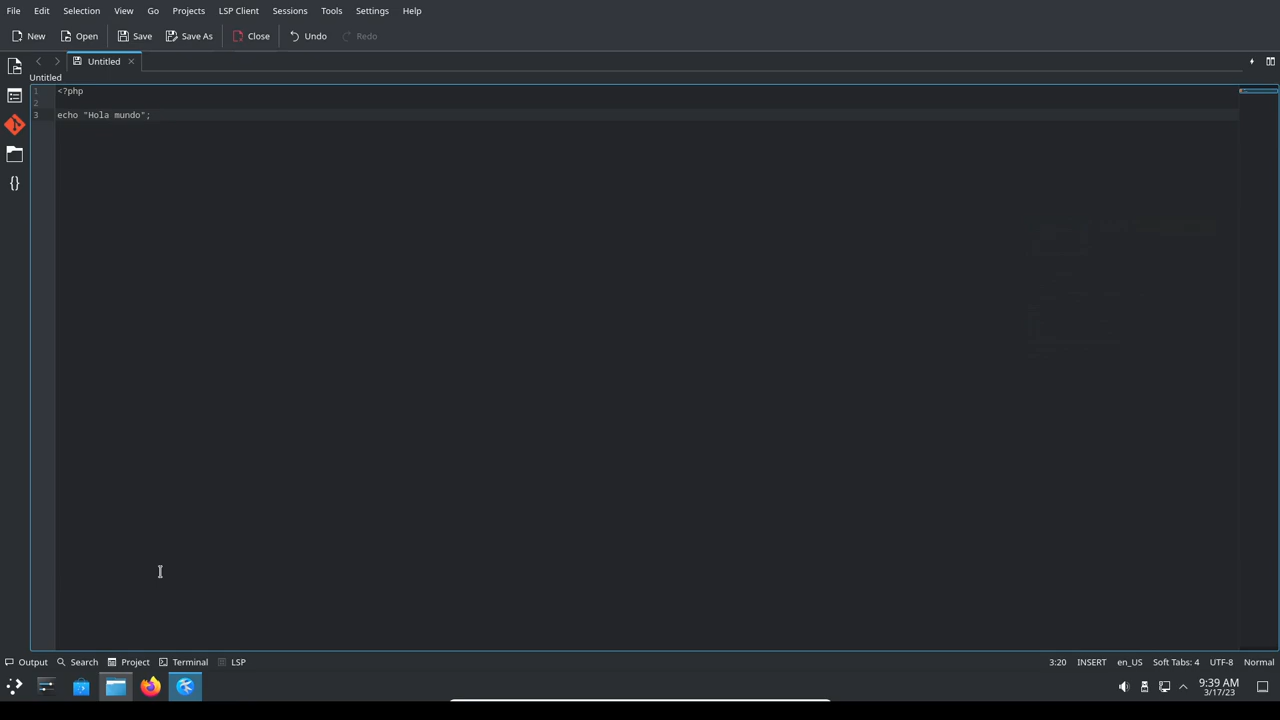 File Edit Selection View Go Projects LSP Client Sessions Tools Settings Help
New Open Save Save As Close Undo Redo
Untitled
Untitled
1 <?php
2
3 echo "Hola mundo";
{}
Output Search Project Terminal LSP 3:20 INSERT en_US Soft Tabs: 4 UTF-8 Normal
9:39 AM
3/17/23